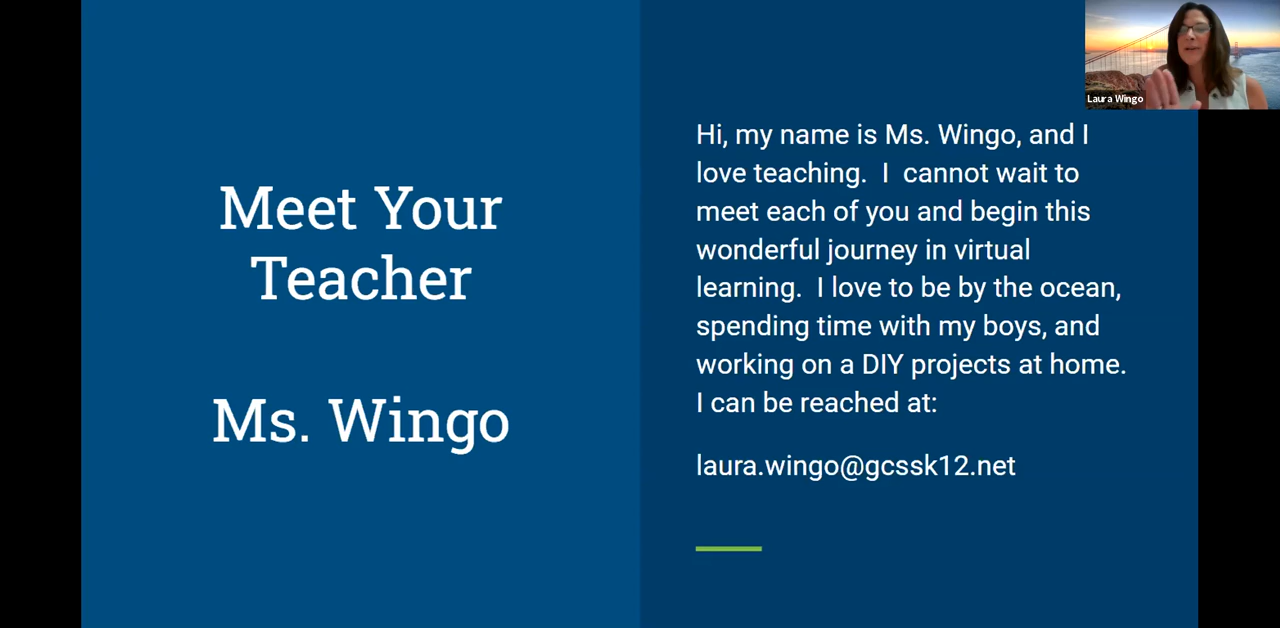 Meet Your
Teacher
Ms. Wingo
Hi, my name is Ms. Wingo, and I
love teaching.  I  cannot wait to
meet each of you and begin this
wonderful journey in virtual
learning.  I love to be by the ocean,
spending time with my boys, and
working on a DIY projects at home.
I can be reached at:
laura.wingo@gcssk12.net
Laura Wingo